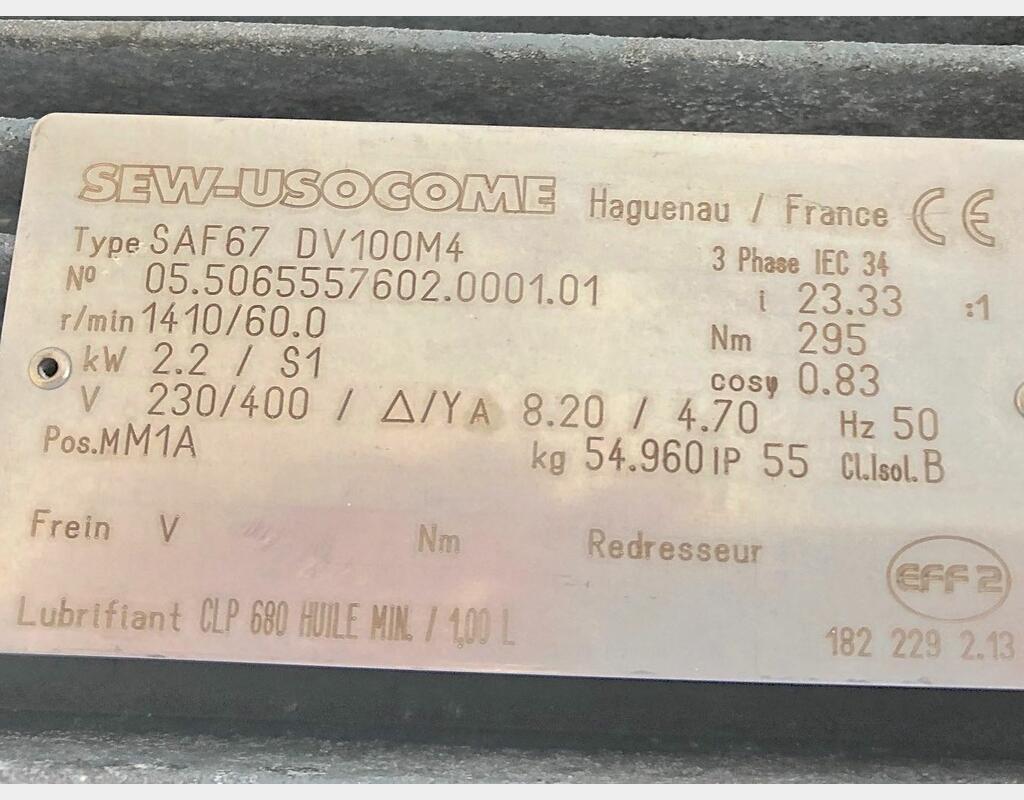 SEW-USOCOME Haguenau / France CE
Type SAF67 DV100M4 3 Phase IEC 34
Nº 05.5065557602.0001.01 i 23.33 :1
r/min 1410/60.0 Nm 295
kW 2.2 / S1 cosφ 0.83
V 230/400 / Δ/Y A 8.20 / 4.70 Hz 50
Pos. MM1A kg 54.960 IP 55 Cl.Isol. B
Frein V Nm Redresseur
EFF 2
Lubrifiant CLP 680 HUILE MIN. / 1,00 L
182 229 2.13